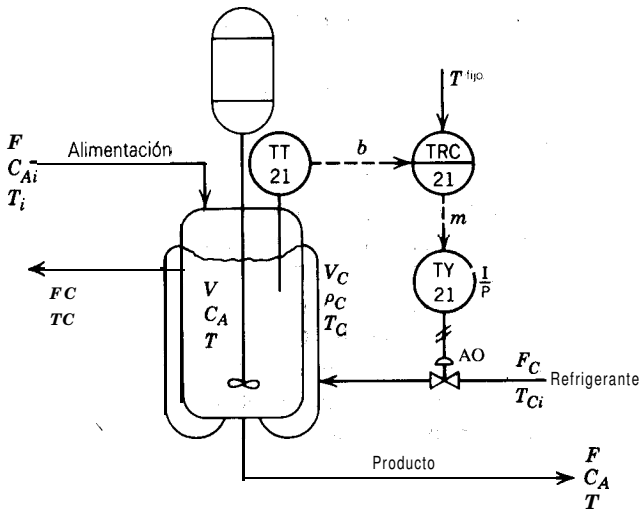 T fijo
F
C_Ai
T_i
Alimentación
TT
21
b
TRC
21
m
TY
21
I/P
FC
TC
V
C_A
T
V_C
ρ_C
T_C
AO
F_C
T_Ci
Refrigerante
Producto
F
C_A
T